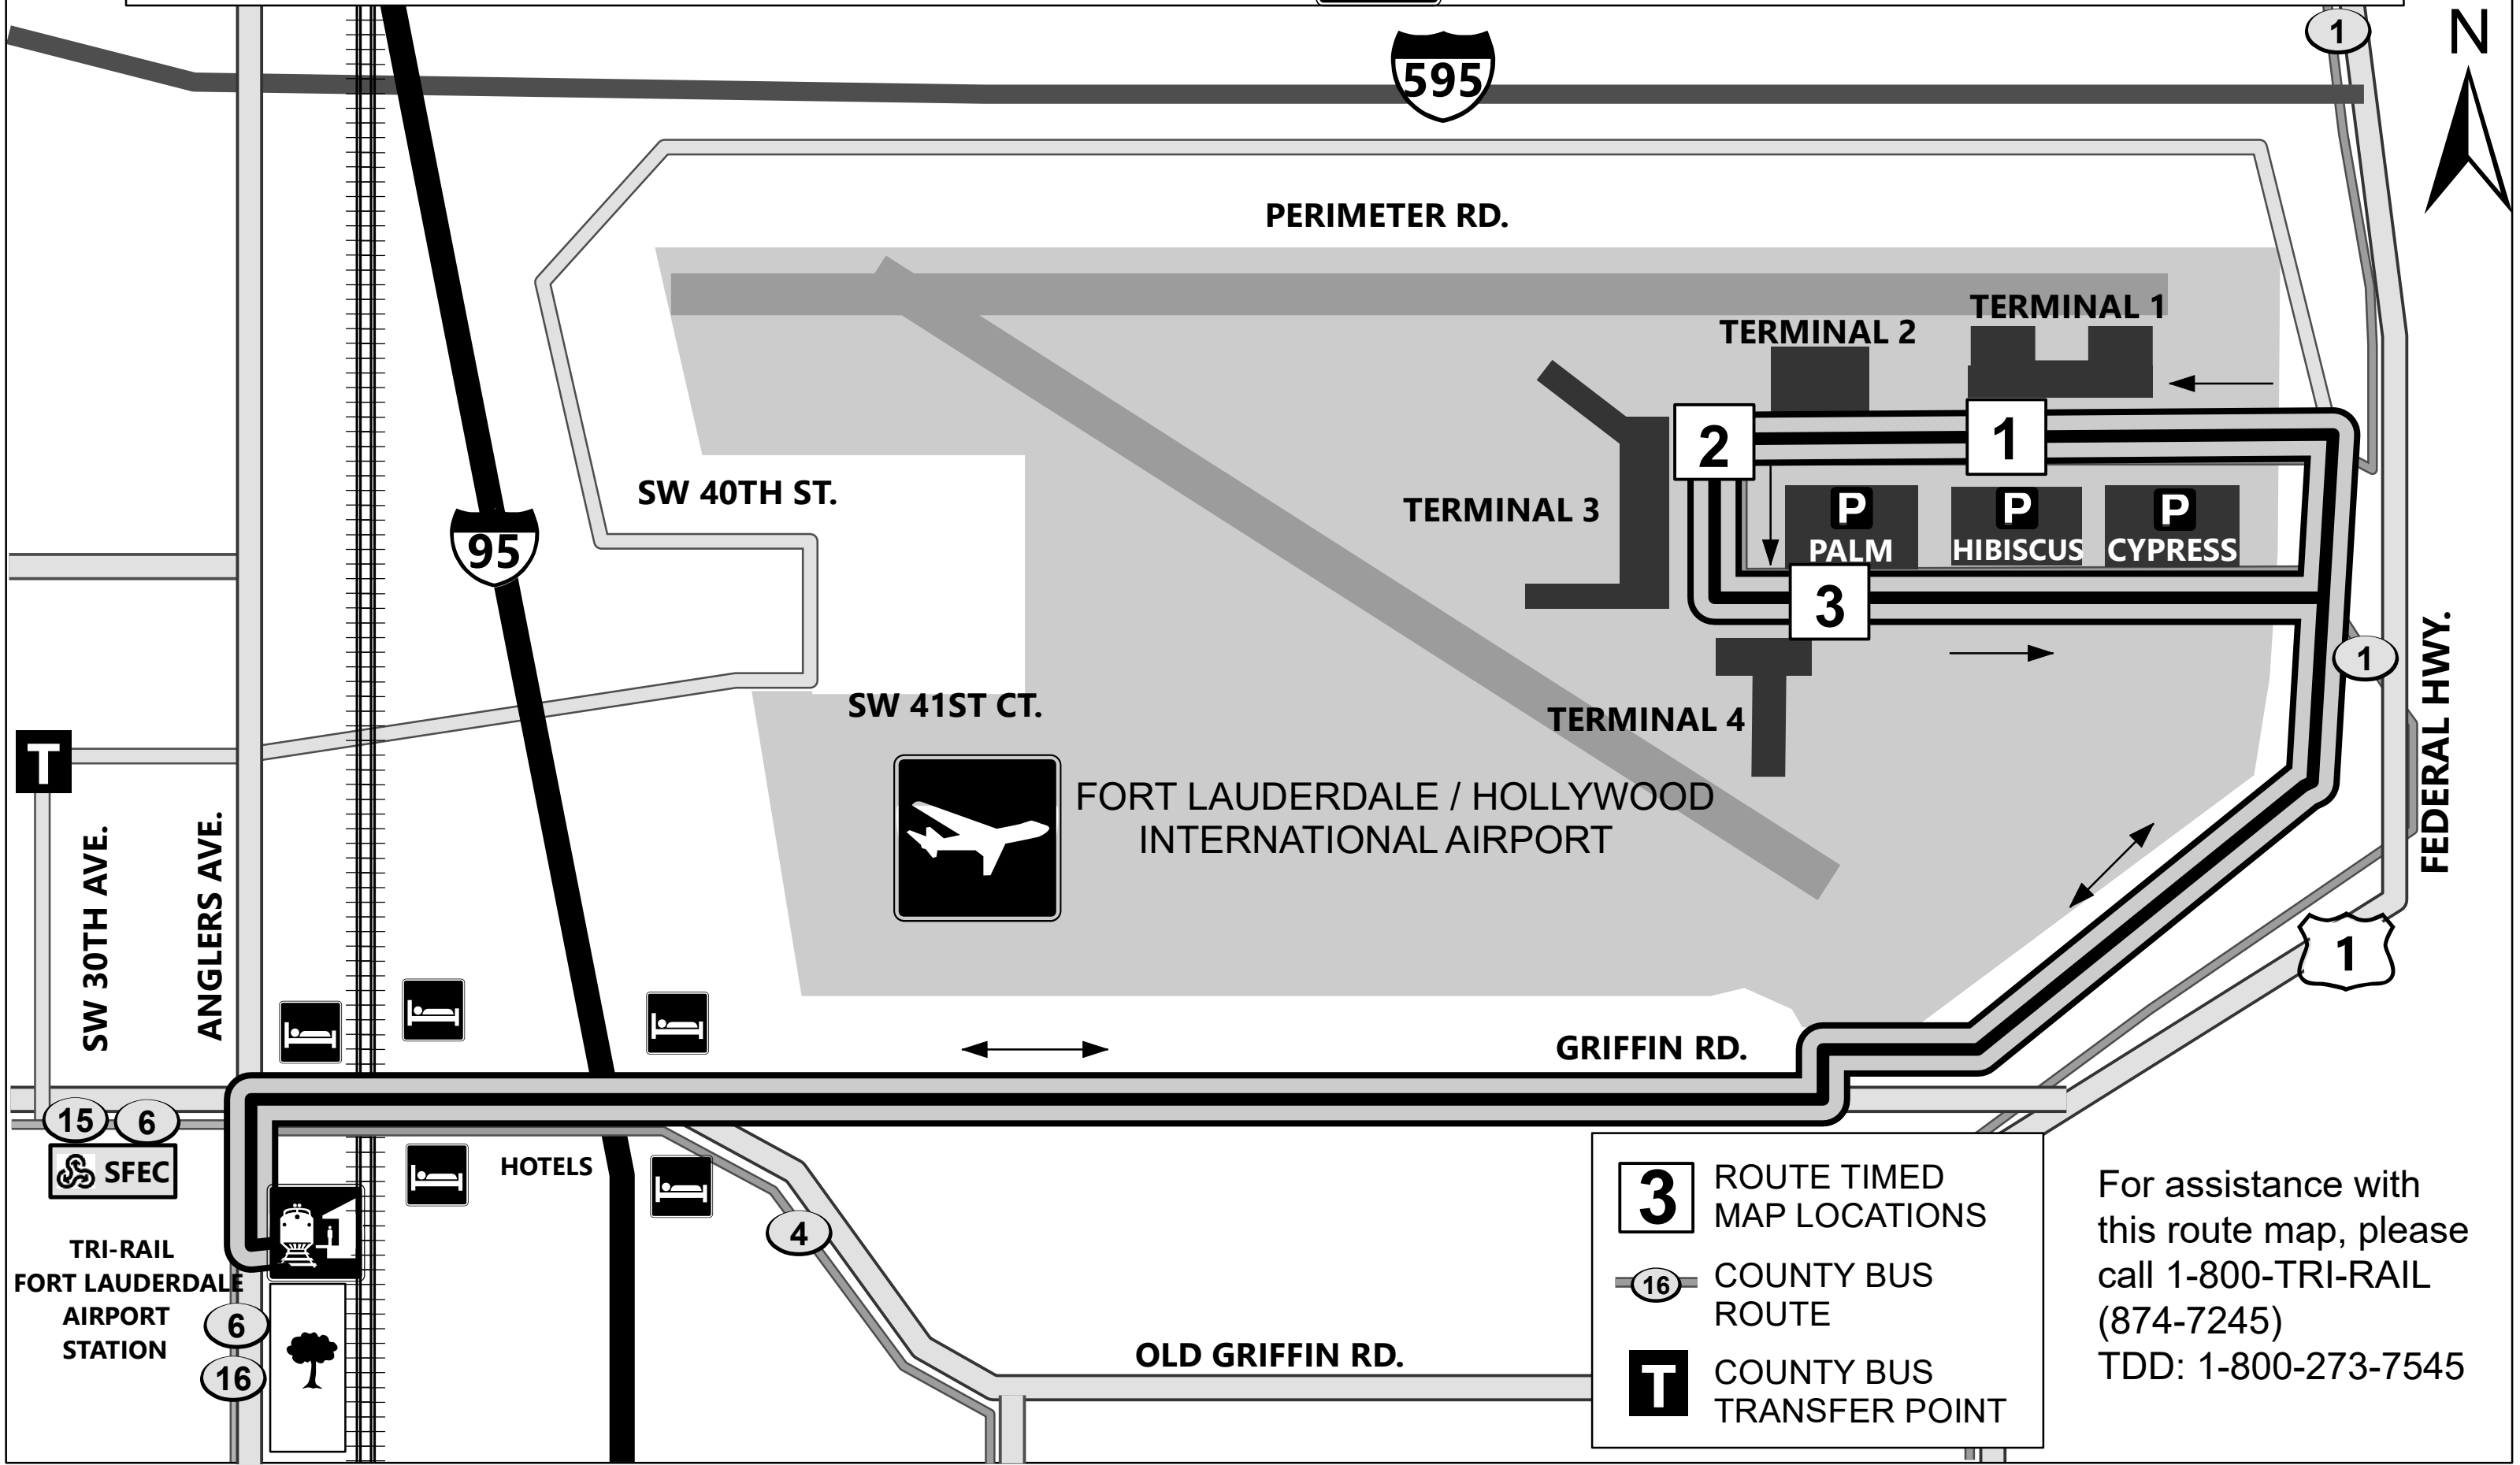 1
N
595
PERIMETER RD.
TERMINAL 1
TERMINAL 2
2
1
SW 40TH ST.
TERMINAL 3
P
P
P
95
PALM
HIBISCUS
CYPRESS
3
1
SW 41ST CT.
TERMINAL 4
T
FEDERAL HWY.
FORT LAUDERDALE / HOLLYWOOD
INTERNATIONAL AIRPORT
SW 30TH AVE.
ANGLERS AVE.
1
GRIFFIN RD.
15
6
SFEC
HOTELS
4
TRI-RAIL
FORT LAUDERDALE
AIRPORT
STATION
6
16
OLD GRIFFIN RD.
3
ROUTE TIMED
MAP LOCATIONS
16
COUNTY BUS
ROUTE
T
COUNTY BUS
TRANSFER POINT
For assistance with
this route map, please
call 1-800-TRI-RAIL
(874-7245)
TDD: 1-800-273-7545